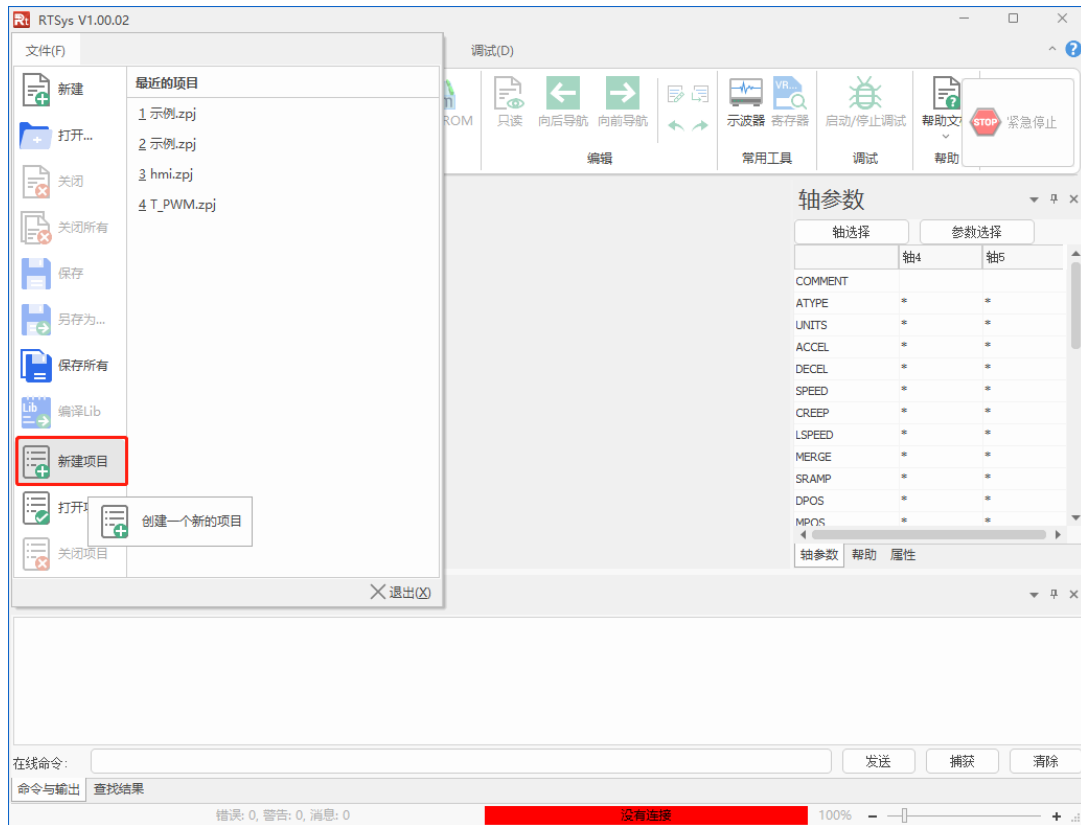 RTSys V1.00.02
文件(F)
调试(D)
新建
打开...
关闭
关闭所有
保存
另存为...
保存所有
编译Lib
新建项目
关闭项目
创建一个新的项目
最近的项目
1 示例.zpj
2 示例.zpj
3 hmi.zpj
4 T_PWM.zpj
退出(X)
ROM
只读
向后导航
向前导航
编辑
VR...
示波器
寄存器
常用工具
启动/停止调试
调试
帮助文
帮助
STOP
紧急停止
轴参数
轴选择
参数选择
轴4
轴5
COMMENT
ATYPE * *
UNITS * *
ACCEL * *
DECEL * *
SPEED * *
CREEP * *
LSPEED * *
MERGE * *
SRAMP * *
DPOS * *
MPOS * *
轴参数
帮助
属性
在线命令:
发送
捕获
清除
命令与输出
查找结果
错误: 0, 警告: 0, 消息: 0
没有连接
100%